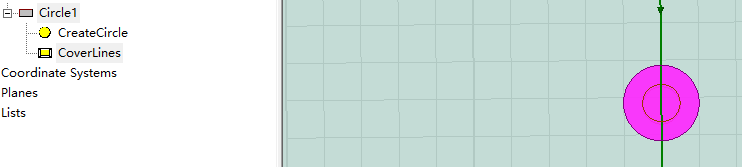 Circle1
CreateCircle
CoverLines
Coordinate Systems
Planes
Lists